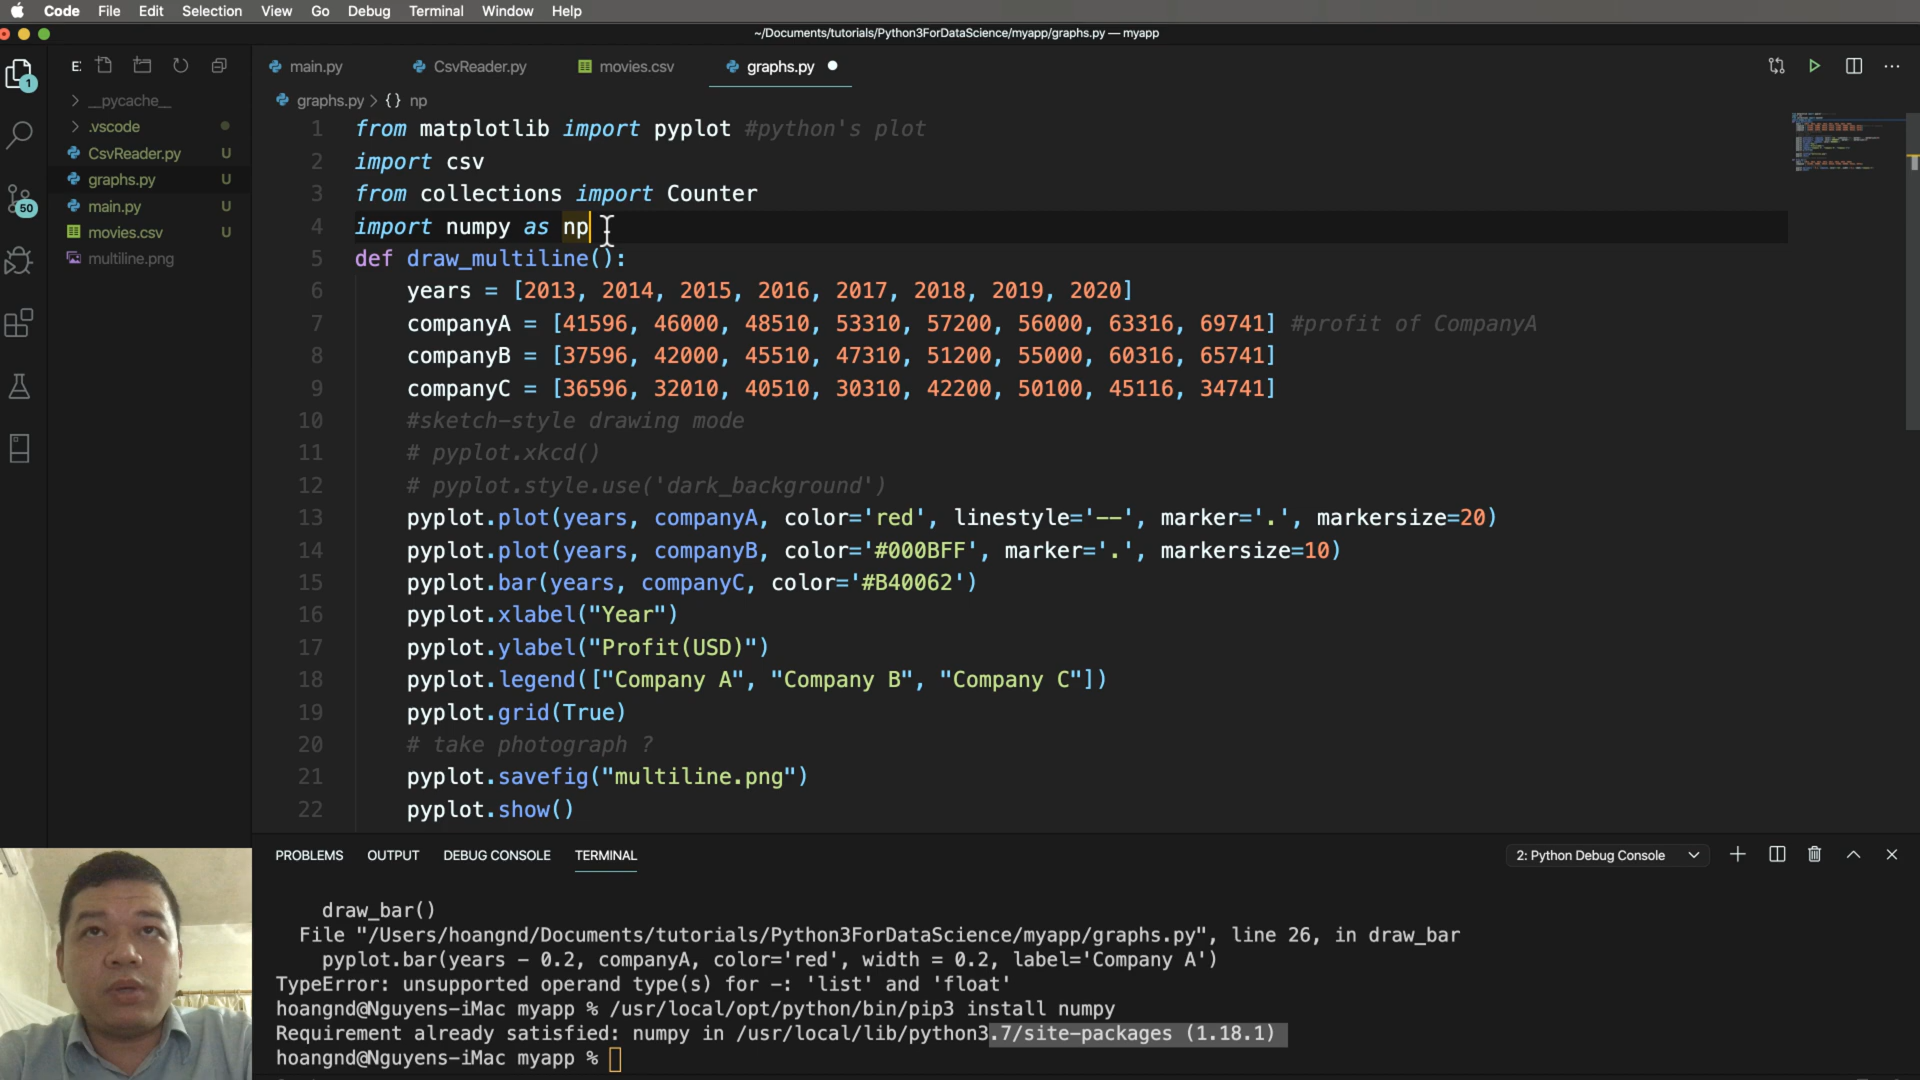 Code File Edit Selection View Go Debug Terminal Window Help
~/Documents/tutorials/Python3ForDataScience/myapp/graphs.py — myapp
1
E:
main.py
CsvReader.py
movies.csv
graphs.py
graphs.py > {} np
__pycache__
.vscode
CsvReader.py U
graphs.py U
main.py U
movies.csv U
multiline.png
50
1 from matplotlib import pyplot #python's plot
2 import csv
3 from collections import Counter
4 import numpy as np
5 def draw_multiline():
6 years = [2013, 2014, 2015, 2016, 2017, 2018, 2019, 2020]
7 companyA = [41596, 46000, 48510, 53310, 57200, 56000, 63316, 69741] #profit of CompanyA
8 companyB = [37596, 42000, 45510, 47310, 51200, 55000, 60316, 65741]
9 companyC = [36596, 32010, 40510, 30310, 42200, 50100, 45116, 34741]
10 #sketch-style drawing mode
11 # pyplot.xkcd()
12 # pyplot.style.use('dark_background')
13 pyplot.plot(years, companyA, color='red', linestyle='--', marker='.', markersize=20)
14 pyplot.plot(years, companyB, color='#000BFF', marker='.', markersize=10)
15 pyplot.bar(years, companyC, color='#B40062')
16 pyplot.xlabel("Year")
17 pyplot.ylabel("Profit(USD)")
18 pyplot.legend(["Company A", "Company B", "Company C"])
19 pyplot.grid(True)
20 # take photograph ?
21 pyplot.savefig("multiline.png")
22 pyplot.show()
PROBLEMS OUTPUT DEBUG CONSOLE TERMINAL
2: Python Debug Console
draw_bar()
File "/Users/hoangnd/Documents/tutorials/Python3ForDataScience/myapp/graphs.py", line 26, in draw_bar
pyplot.bar(years - 0.2, companyA, color='red', width = 0.2, label='Company A')
TypeError: unsupported operand type(s) for -: 'list' and 'float'
hoangnd@Nguyens-iMac myapp % /usr/local/opt/python/bin/pip3 install numpy
Requirement already satisfied: numpy in /usr/local/lib/python3.7/site-packages (1.18.1)
hoangnd@Nguyens-iMac myapp %